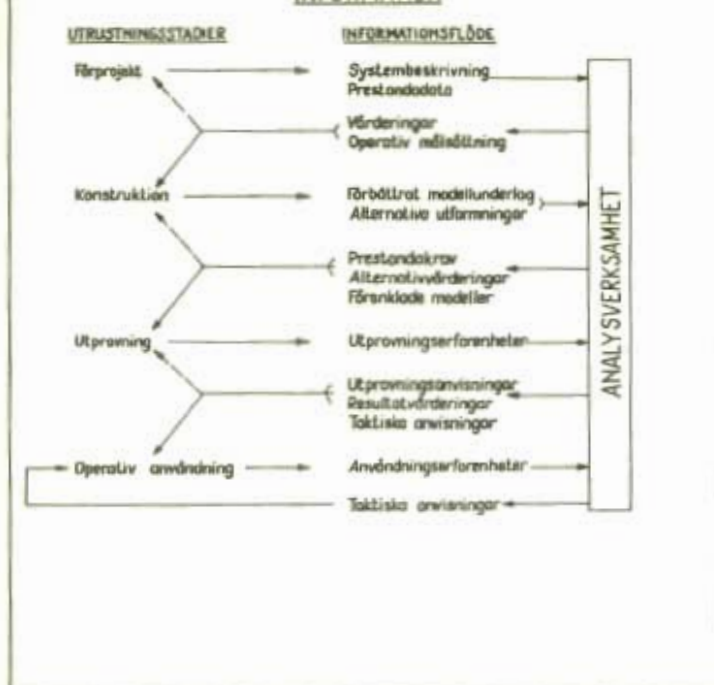 UTRUSTNINGSSTADIER
INFORMATIONSFLÖDE
Förprojekt
Systembeskrivning
Prestandadata
Värderingar
Operativ målsättning
Konstruktion
Förbättrat modellunderlag
Alternativa utformningar
Prestandakrav
Alternativvärderingar
Förenklade modeller
Utprovning
Utprovningserfarenheter
Utprovningsanvisningar
Resultatvärderingar
Taktiska anvisningar
Operativ användning
Användningserfarenheter
Taktiska anvisningar
ANALYSVERKSAMHET